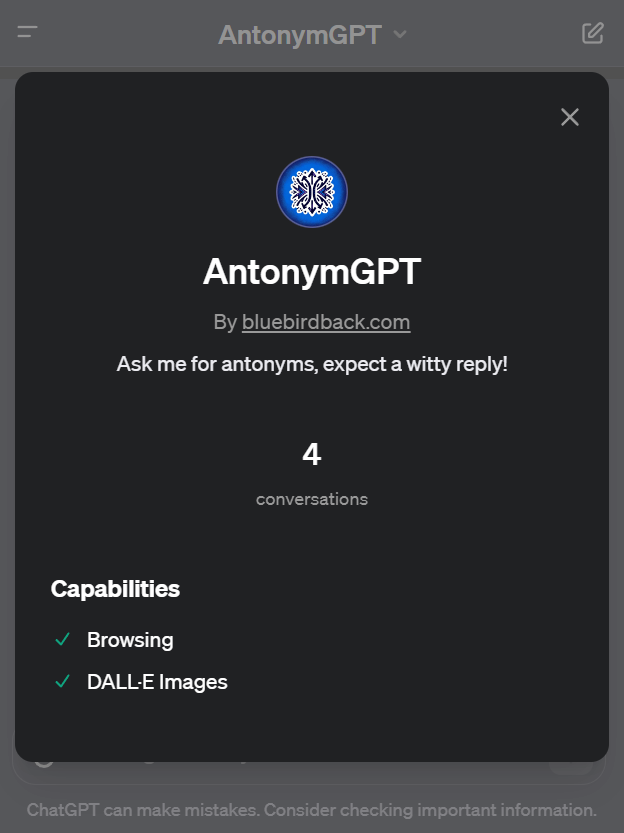 AntonymGPT
AntonymGPT
By bluebirdback.com
Ask me for antonyms, expect a witty reply!
4
conversations
Capabilities
Browsing
DALL·E Images
ChatGPT can make mistakes. Consider checking important information.